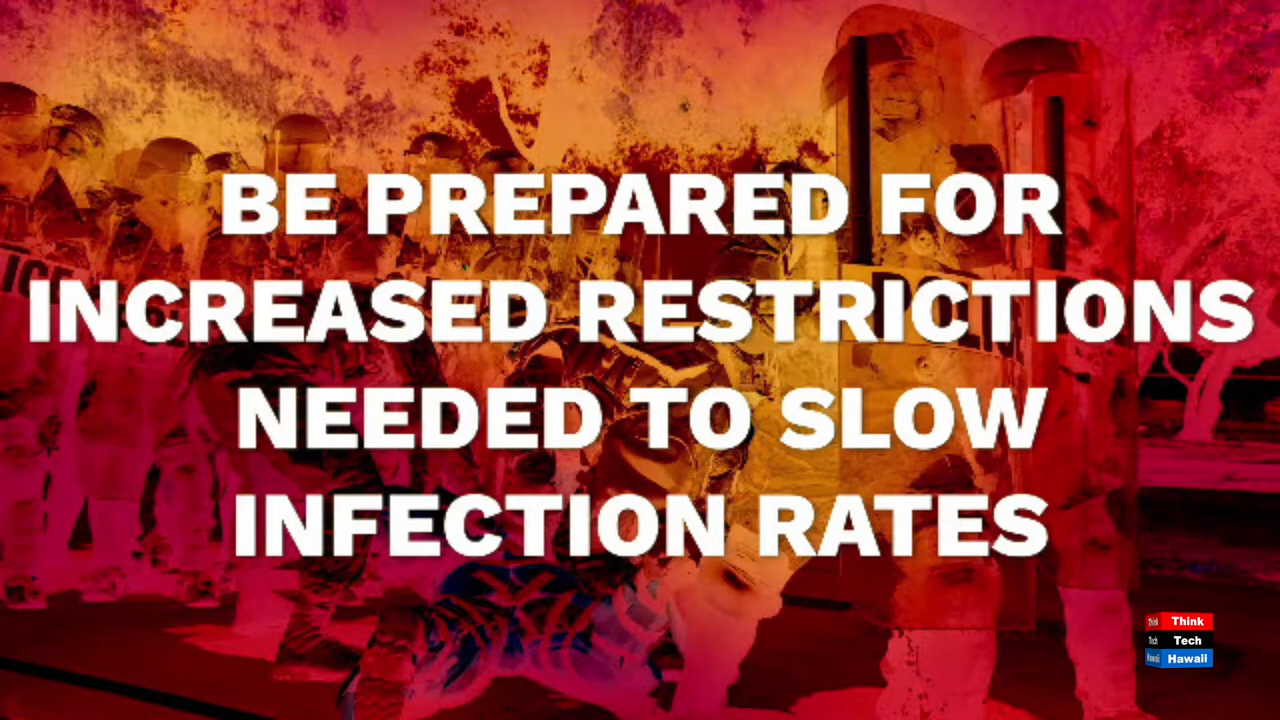 BE PREPARED FOR
INCREASED RESTRICTIONS
NEEDED TO SLOW
INFECTION RATES
Think
Tech
Hawaii